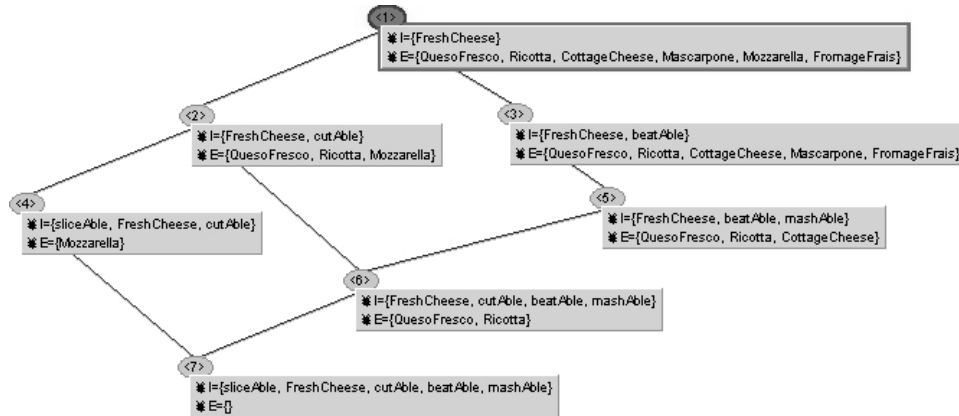 <1>
I={FreshCheese}
E={QuesoFresco, Ricotta, CottageCheese, Mascarpone, Mozzarella, FromageFrais}
<2>
I={FreshCheese, cutAble}
E={QuesoFresco, Ricotta, Mozzarella}
<3>
I={FreshCheese, beatAble}
E={QuesoFresco, Ricotta, CottageCheese, Mascarpone, FromageFrais}
<4>
I={sliceAble, FreshCheese, cutAble}
E={Mozzarella}
<5>
I={FreshCheese, beatAble, mashAble}
E={QuesoFresco, Ricotta, CottageCheese}
<6>
I={FreshCheese, cutAble, beatAble, mashAble}
E={QuesoFresco, Ricotta}
<7>
I={sliceAble, FreshCheese, cutAble, beatAble, mashAble}
E={}